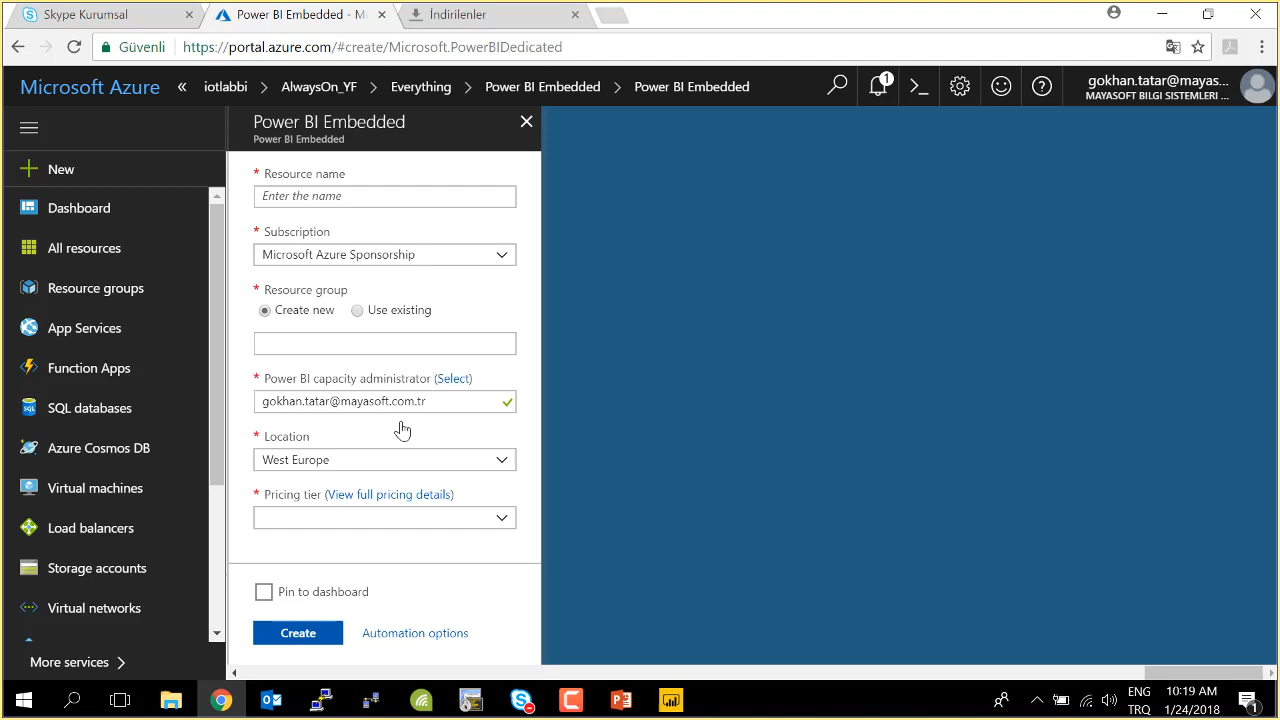 Skype Kurumsal
Power BI Embedded - M
İndirilenler
Güvenli
https://portal.azure.com/#create/Microsoft.PowerBIDedicated
Microsoft Azure « iotlabbi > AlwaysOn_YF > Everything > Power BI Embedded > Power BI Embedded
1
gokhan.tatar@mayas...
MAYASOFT BILGI SISTEMLERI ...
New
Dashboard
All resources
Resource groups
App Services
Function Apps
SQL databases
Azure Cosmos DB
Virtual machines
Load balancers
Storage accounts
Virtual networks
More services >
Power BI Embedded
Power BI Embedded
* Resource name
Enter the name
* Subscription
Microsoft Azure Sponsorship
* Resource group
Create new Use existing
* Power BI capacity administrator (Select)
gokhan.tatar@mayasoft.com.tr
* Location
West Europe
* Pricing tier (View full pricing details)
Pin to dashboard
Create Automation options
ENG
TRQ
10:19 AM
1/24/2018
1